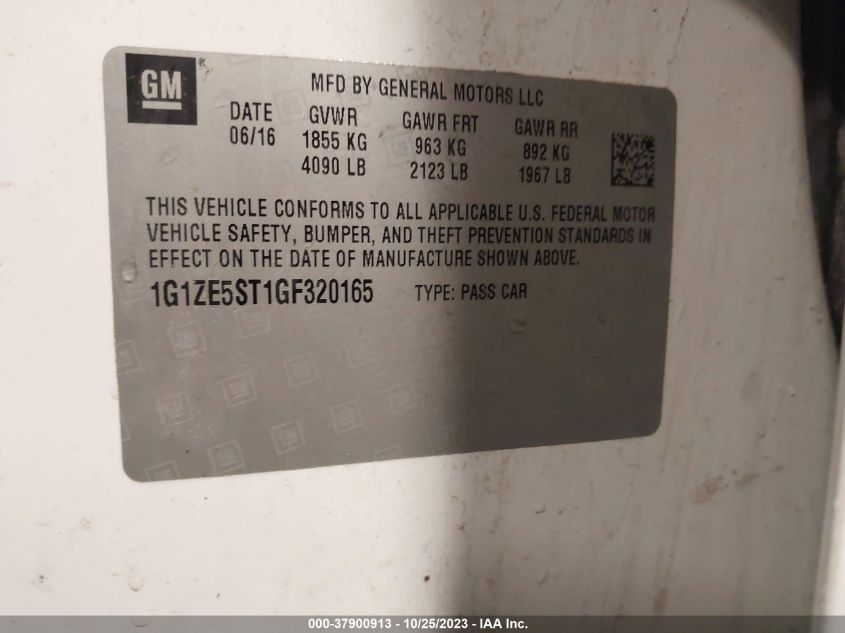 GM®
MFD BY GENERAL MOTORS LLC
DATE GVWR GAWR FRT GAWR RR
06/16 1855 KG 963 KG 892 KG
4090 LB 2123 LB 1967 LB
THIS VEHICLE CONFORMS TO ALL APPLICABLE U.S. FEDERAL MOTOR
VEHICLE SAFETY, BUMPER, AND THEFT PREVENTION STANDARDS IN
EFFECT ON THE DATE OF MANUFACTURE SHOWN ABOVE.
1G1ZE5ST1GF320165 TYPE: PASS CAR
000-37900913 - 10/25/2023 - IAA Inc.